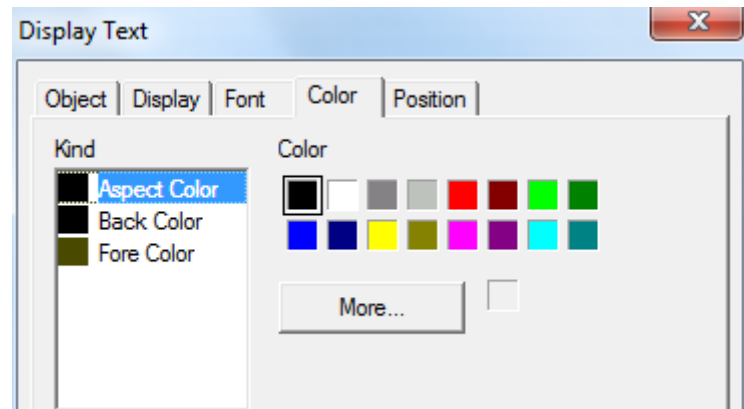 Display Text
Object Display Font Color Position
Kind Color
Aspect Color
Back Color
Fore Color
More...